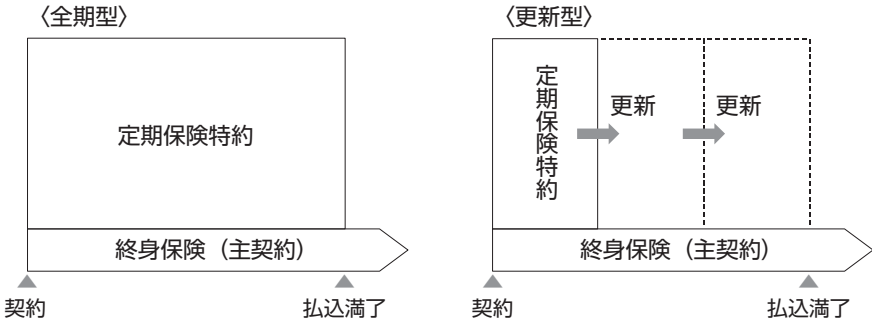 〈全期型〉
定期保険特約
終身保険（主契約）
契約
払込満了
〈更新型〉
定期保険特約
更新
更新
終身保険（主契約）
契約
払込満了